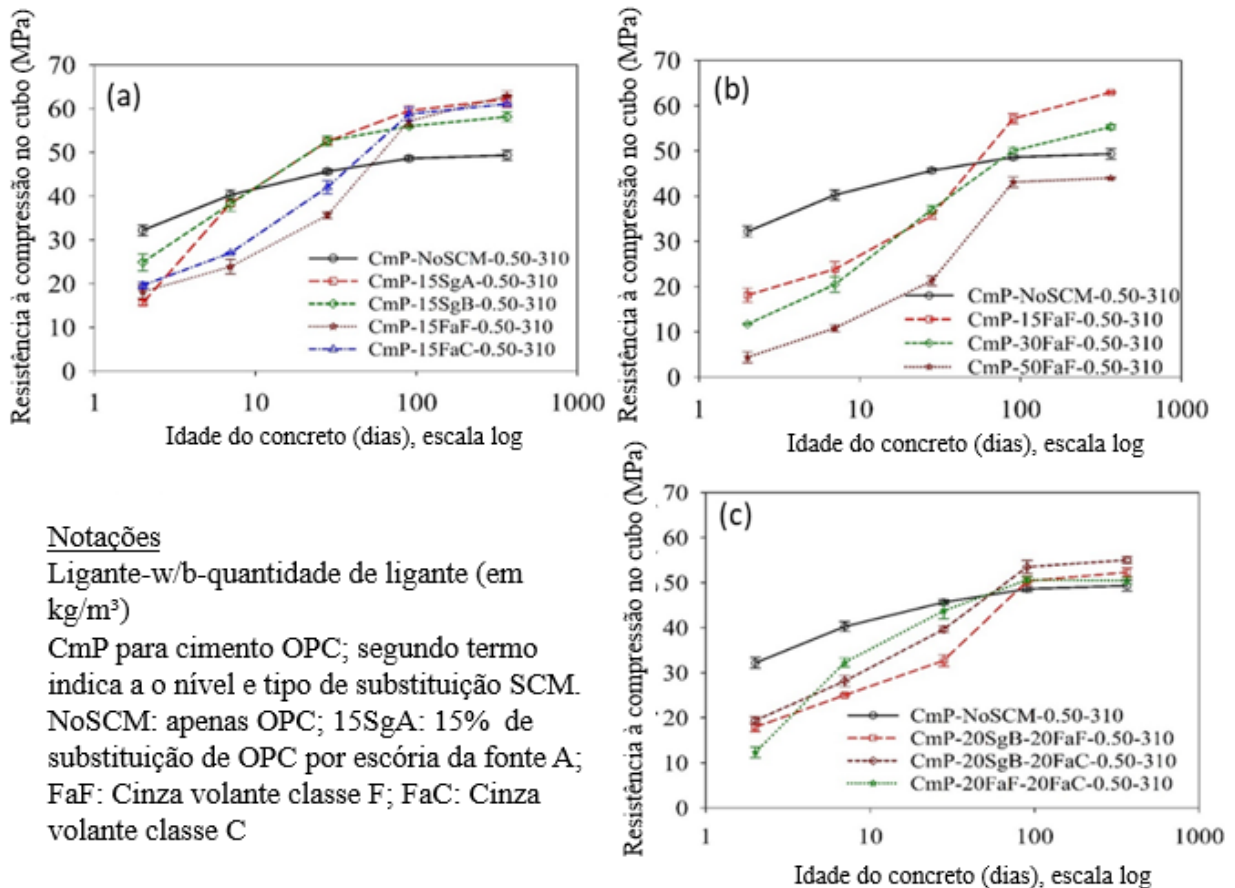 Resistência à compressão no cubo (MPa)
70
60
50
40
30
20
10
0
(a)
CmP-NoSCM-0.50-310
CmP-15SgA-0.50-310
CmP-15SgB-0.50-310
CmP-15FaF-0.50-310
CmP-15FaC-0.50-310
1 10 100 1000
Idade do concreto (dias), escala log
Resistência à compressão no cubo (MPa)
70
60
50
40
30
20
10
0
(b)
CmP-NoSCM-0.50-310
CmP-15FaF-0.50-310
CmP-30FaF-0.50-310
CmP-50FaF-0.50-310
1 10 100 1000
Idade do concreto (dias), escala log
Notações
Ligante-w/b-quantidade de ligante (em
kg/m³)
CmP para cimento OPC; segundo termo
indica a o nível e tipo de substituição SCM.
NoSCM: apenas OPC; 15SgA: 15% de
substituição de OPC por escória da fonte A;
FaF: Cinza volante classe F; FaC: Cinza
volante classe C
Resistência à compressão no cubo (MPa)
70
60
50
40
30
20
10
0
(c)
CmP-NoSCM-0.50-310
CmP-20SgB-20FaF-0.50-310
CmP-20SgB-20FaC-0.50-310
CmP-20FaF-20FaC-0.50-310
1 10 100 1000
Idade do concreto (dias), escala log